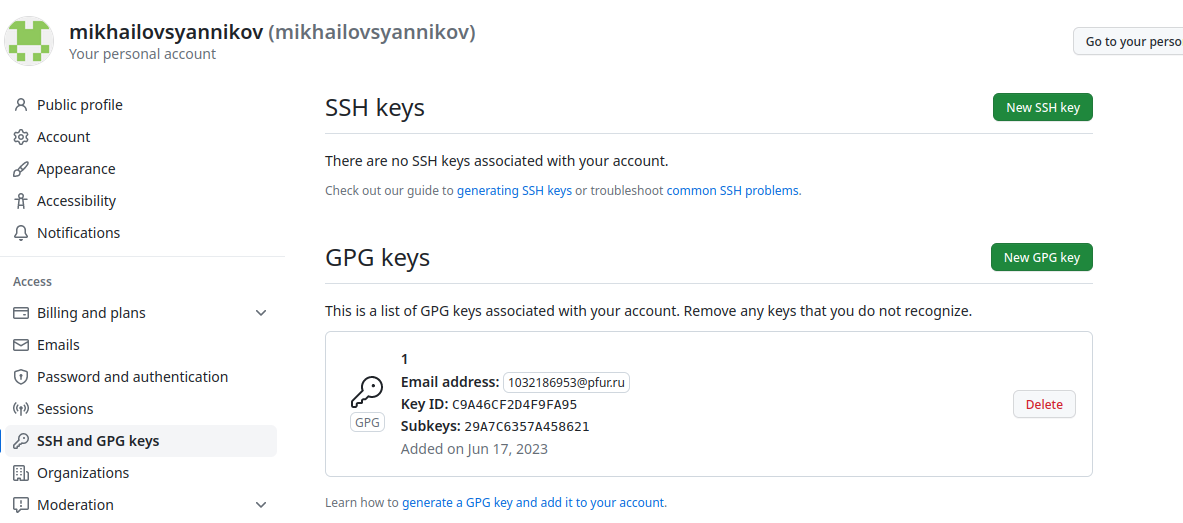 mikhailovsyannikov (mikhailovsyannikov)
Your personal account
Go to your perso
Public profile
Account
Appearance
Accessibility
Notifications
Access
Billing and plans
Emails
Password and authentication
Sessions
SSH and GPG keys
Organizations
Moderation
SSH keys
New SSH key
There are no SSH keys associated with your account.
Check out our guide to generating SSH keys or troubleshoot common SSH problems.
GPG keys
New GPG key
This is a list of GPG keys associated with your account. Remove any keys that you do not recognize.
1
Email address: 1032186953@pfur.ru
Key ID: C9A46CF2D4F9FA95
Subkeys: 29A7C6357A458621
Added on Jun 17, 2023
GPG
Delete
Learn how to generate a GPG key and add it to your account.